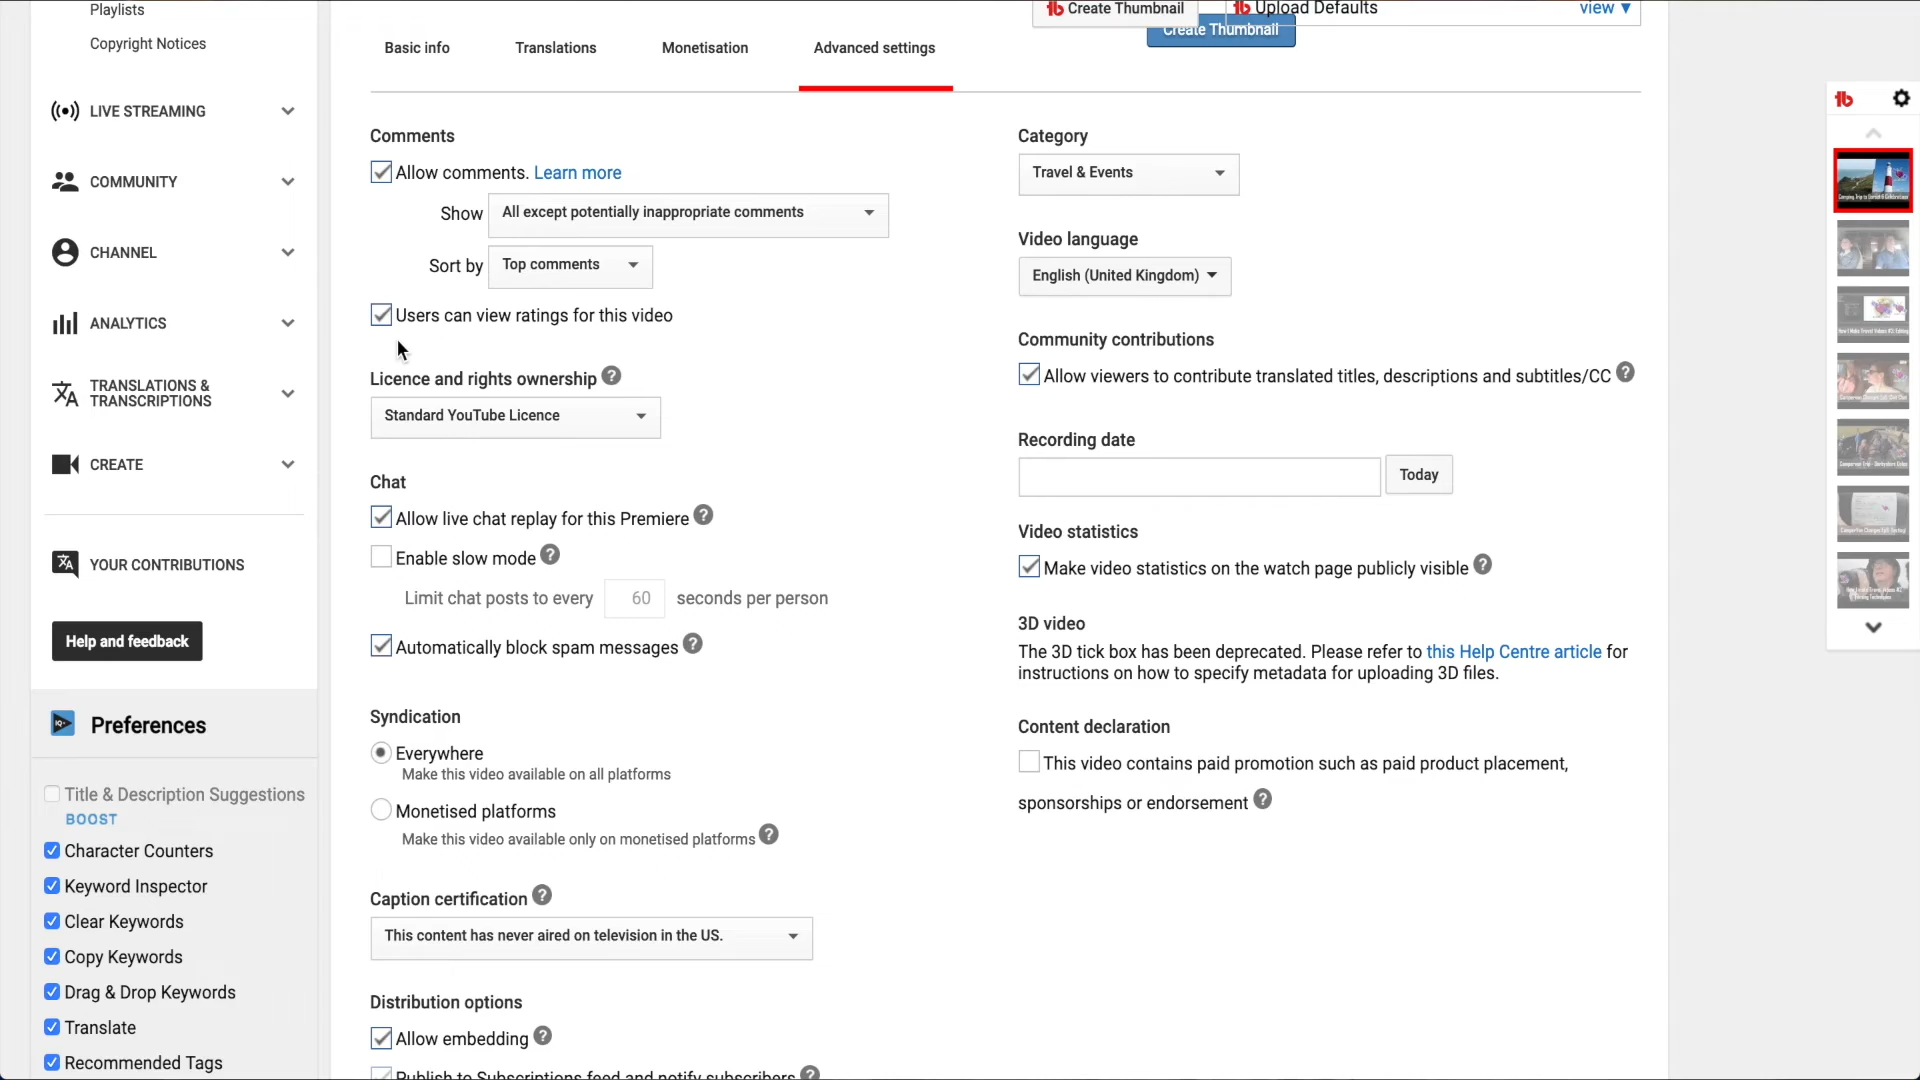 Playlists
Copyright Notices
LIVE STREAMING
COMMUNITY
CHANNEL
ANALYTICS
TRANSLATIONS &
TRANSCRIPTIONS
CREATE
YOUR CONTRIBUTIONS
Help and feedback
Preferences
Title & Description Suggestions
BOOST
Character Counters
Keyword Inspector
Clear Keywords
Copy Keywords
Drag & Drop Keywords
Translate
Recommended Tags
Create Thumbnail
Upload Defaults
view ▼
Create Thumbnail
Basic info
Translations
Monetisation
Advanced settings
Comments
Allow comments. Learn more
Show All except potentially inappropriate comments
Sort by Top comments
Users can view ratings for this video
Licence and rights ownership ?
Standard YouTube Licence
Chat
Allow live chat replay for this Premiere ?
Enable slow mode ?
Limit chat posts to every 60 seconds per person
Automatically block spam messages ?
Syndication
Everywhere
Make this video available on all platforms
Monetised platforms
Make this video available only on monetised platforms ?
Caption certification ?
This content has never aired on television in the US.
Distribution options
Allow embedding ?
Publish to Subscriptions feed and notify subscribers ?
Category
Travel & Events
Video language
English (United Kingdom)
Community contributions
Allow viewers to contribute translated titles, descriptions and subtitles/CC ?
Recording date
Today
Video statistics
Make video statistics on the watch page publicly visible ?
3D video
The 3D tick box has been deprecated. Please refer to this Help Centre article for
instructions on how to specify metadata for uploading 3D files.
Content declaration
This video contains paid promotion such as paid product placement,
sponsorships or endorsement ?